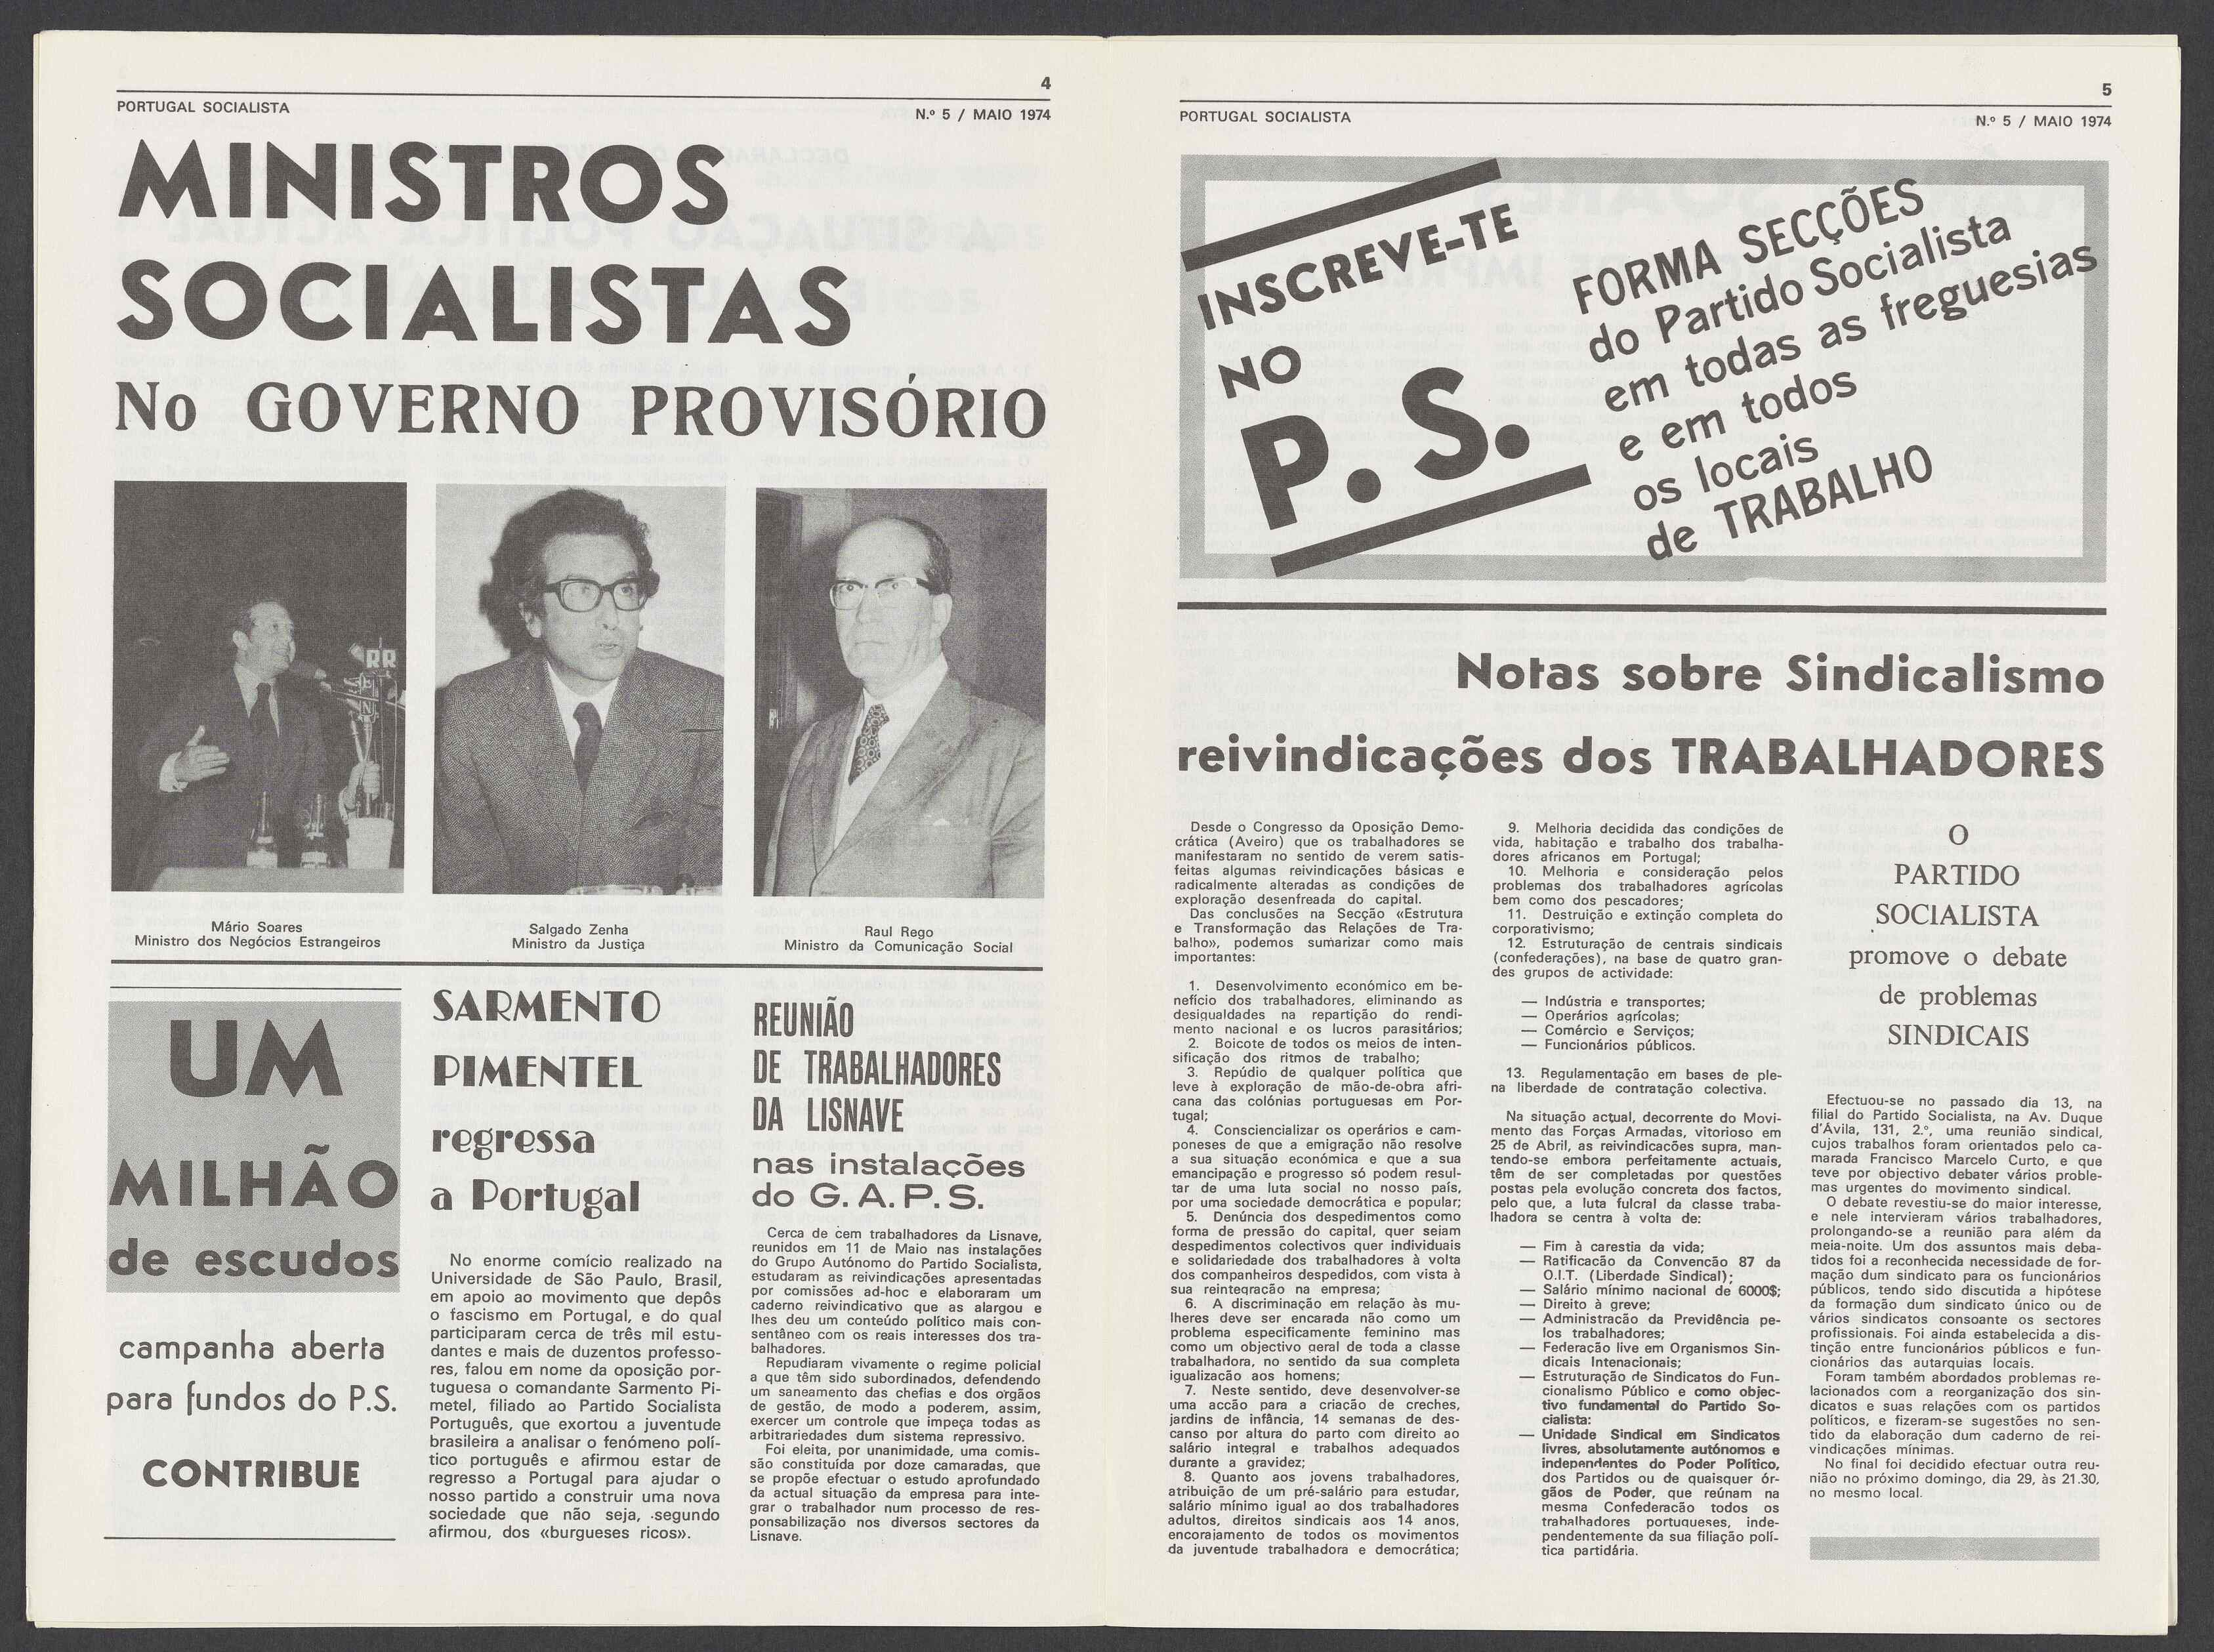 4
PORTUGAL SOCIALISTA
N.º 5 / MAIO 1974
MINISTROS
SOCIALISTAS
No GOVERNO PROVISÓRIO
RR
N
Mário Soares
Ministro dos Negócios Estrangeiros
Salgado Zenha
Ministro da Justiça
Raul Rego
Ministro da Comunicação Social
UM
MILHÃO
de escudos
campanha aberta
para fundos do P.S.
CONTRIBUE
SARMENTO
PIMENTEL
regressa
a Portugal
No enorme comício realizado na
Universidade de São Paulo, Brasil,
em apoio ao movimento que depôs
o fascismo em Portugal, e do qual
participaram cerca de três mil estu-
dantes e mais de duzentos professo-
res, falou em nome da oposição por-
tuguesa o comandante Sarmento Pi-
metel, filiado ao Partido Socialista
Português, que exortou a juventude
brasileira a analisar o fenómeno polí-
tico português e afirmou estar de
regresso a Portugal para ajudar o
nosso partido a construir uma nova
sociedade que não seja, segundo
afirmou, dos «burgueses ricos».
REUNIÃO
DE TRABALHADORES
DA LISNAVE
nas instalações
do G. A. P. S.
Cerca de cem trabalhadores da Lisnave,
reunidos em 11 de Maio nas instalações
do Grupo Autónomo do Partido Socialista,
estudaram as reivindicações apresentadas
por comissões ad-hoc e elaboraram um
caderno reivindicativo que as alargou e
lhes deu um conteúdo político mais con-
sentâneo com os reais interesses dos tra-
balhadores.
Repudiaram vivamente o regime policial
a que têm sido subordinados, defendendo
um saneamento das chefias e dos orgãos
de gestão, de modo a poderem, assim,
exercer um controle que impeça todas as
arbitrariedades dum sistema repressivo.
Foi eleita, por unanimidade, uma comis-
são constituída por doze camaradas, que
se propõe efectuar o estudo aprofundado
da actual situação da empresa para inte-
grar o trabalhador num processo de res-
ponsabilização nos diversos sectores da
Lisnave.
5
PORTUGAL SOCIALISTA
N.º 5 / MAIO 1974
INSCREVE-TE
NO
P. S.
FORMA SECÇÕES
do Partido Socialista
em todas as freguesias
e em todos
os locais
de TRABALHO
Notas sobre Sindicalismo
reivindicações dos TRABALHADORES
Desde o Congresso da Oposição Demo-
crática (Aveiro) que os trabalhadores se
manifestaram no sentido de verem satis-
feitas algumas reivindicações básicas e
radicalmente alteradas as condições de
exploração desenfreada do capital.
Das conclusões na Secção «Estrutura
e Transformação das Relações de Tra-
balho», podemos sumarizar como mais
importantes:
1. Desenvolvimento económico em be-
nefício dos trabalhadores, eliminando as
desigualdades na repartição do rendi-
mento nacional e os lucros parasitários;
2. Boicote de todos os meios de inten-
sificação dos ritmos de trabalho;
3. Repúdio de qualquer política que
leve à exploração de mão-de-obra afri-
cana das colónias portuguesas em Por-
tugal;
4. Consciencializar os operários e cam-
poneses de que a emigração não resolve
a sua situação económica e que a sua
emancipação e progresso só podem resul-
tar de uma luta social no nosso país,
por uma sociedade democrática e popular;
5. Denúncia dos despedimentos como
forma de pressão do capital, quer sejam
despedimentos colectivos quer individuais
e solidariedade dos trabalhadores à volta
dos companheiros despedidos, com vista à
sua reintegração na empresa;
6. A discriminação em relação às mu-
lheres deve ser encarada não como um
problema especificamente feminino mas
como um objectivo geral de toda a classe
trabalhadora, no sentido da sua completa
igualização aos homens;
7. Neste sentido, deve desenvolver-se
uma acção para a criação de creches,
jardins de infância, 14 semanas de des-
canso por altura do parto com direito ao
salário integral e trabalhos adequados
durante a gravidez;
8. Quanto aos jovens trabalhadores,
atribuição de um pré-salário para estudar,
salário mínimo igual ao dos trabalhadores
adultos, direitos sindicais aos 14 anos,
encorajamento de todos os movimentos
da juventude trabalhadora e democrática;
9. Melhoria decidida das condições de
vida, habitação e trabalho dos trabalha-
dores africanos em Portugal;
10. Melhoria e consideração pelos
problemas dos trabalhadores agrícolas
bem como dos pescadores;
11. Destruição e extinção completa do
corporativismo;
12. Estruturação de centrais sindicais
(confederações), na base de quatro gran-
des grupos de actividade:
— Indústria e transportes;
— Operários agrícolas;
— Comércio e Serviços;
— Funcionários públicos.
13. Regulamentação em bases de ple-
na liberdade de contratação colectiva.
Na situação actual, decorrente do Movi-
mento das Forças Armadas, vitorioso em
25 de Abril, as reivindicações supra, man-
tendo-se embora perfeitamente actuais,
têm de ser completadas por questões
postas pela evolução concreta dos factos,
pelo que, a luta fulcral da classe traba-
lhadora se centra à volta de:
— Fim à carestia da vida;
— Ratificação da Convenção 87 da
O.I.T. (Liberdade Sindical);
— Salário mínimo nacional de 6000$;
— Direito à greve;
— Administração da Previdência pe-
los trabalhadores;
— Federação live em Organismos Sin-
dicais Intenacionais;
— Estruturação de Sindicatos do Fun-
cionalismo Público e como objec-
tivo fundamental do Partido So-
cialista:
— Unidade Sindical em Sindicatos
livres, absolutamente autónomos e
independentes do Poder Político,
dos Partidos ou de quaisquer ór-
gãos de Poder, que reúnam na
mesma Confederação todos os
trabalhadores portugueses, inde-
pendentemente da sua filiação polí-
tica partidária.
O
PARTIDO
SOCIALISTA
promove o debate
de problemas
SINDICAIS
Efectuou-se no passado dia 13, na
filial do Partido Socialista, na Av. Duque
d'Ávila, 131, 2.º, uma reunião sindical,
cujos trabalhos foram orientados pelo ca-
marada Francisco Marcelo Curto, e que
teve por objectivo debater vários proble-
mas urgentes do movimento sindical.
O debate revestiu-se do maior interesse,
e nele intervieram vários trabalhadores,
prolongando-se a reunião para além da
meia-noite. Um dos assuntos mais deba-
tidos foi a reconhecida necessidade de for-
mação dum sindicato para os funcionários
públicos, tendo sido discutida a hipótese
da formação dum sindicato único ou de
vários sindicatos consoante os sectores
profissionais. Foi ainda estabelecida a dis-
tinção entre funcionários públicos e fun-
cionários das autarquias locais.
Foram também abordados problemas re-
lacionados com a reorganização dos sin-
dicatos e suas relações com os partidos
políticos, e fizeram-se sugestões no sen-
tido da elaboração dum caderno de rei-
vindicações mínimas.
No final foi decidido efectuar outra reu-
nião no próximo domingo, dia 29, às 21.30,
no mesmo local.